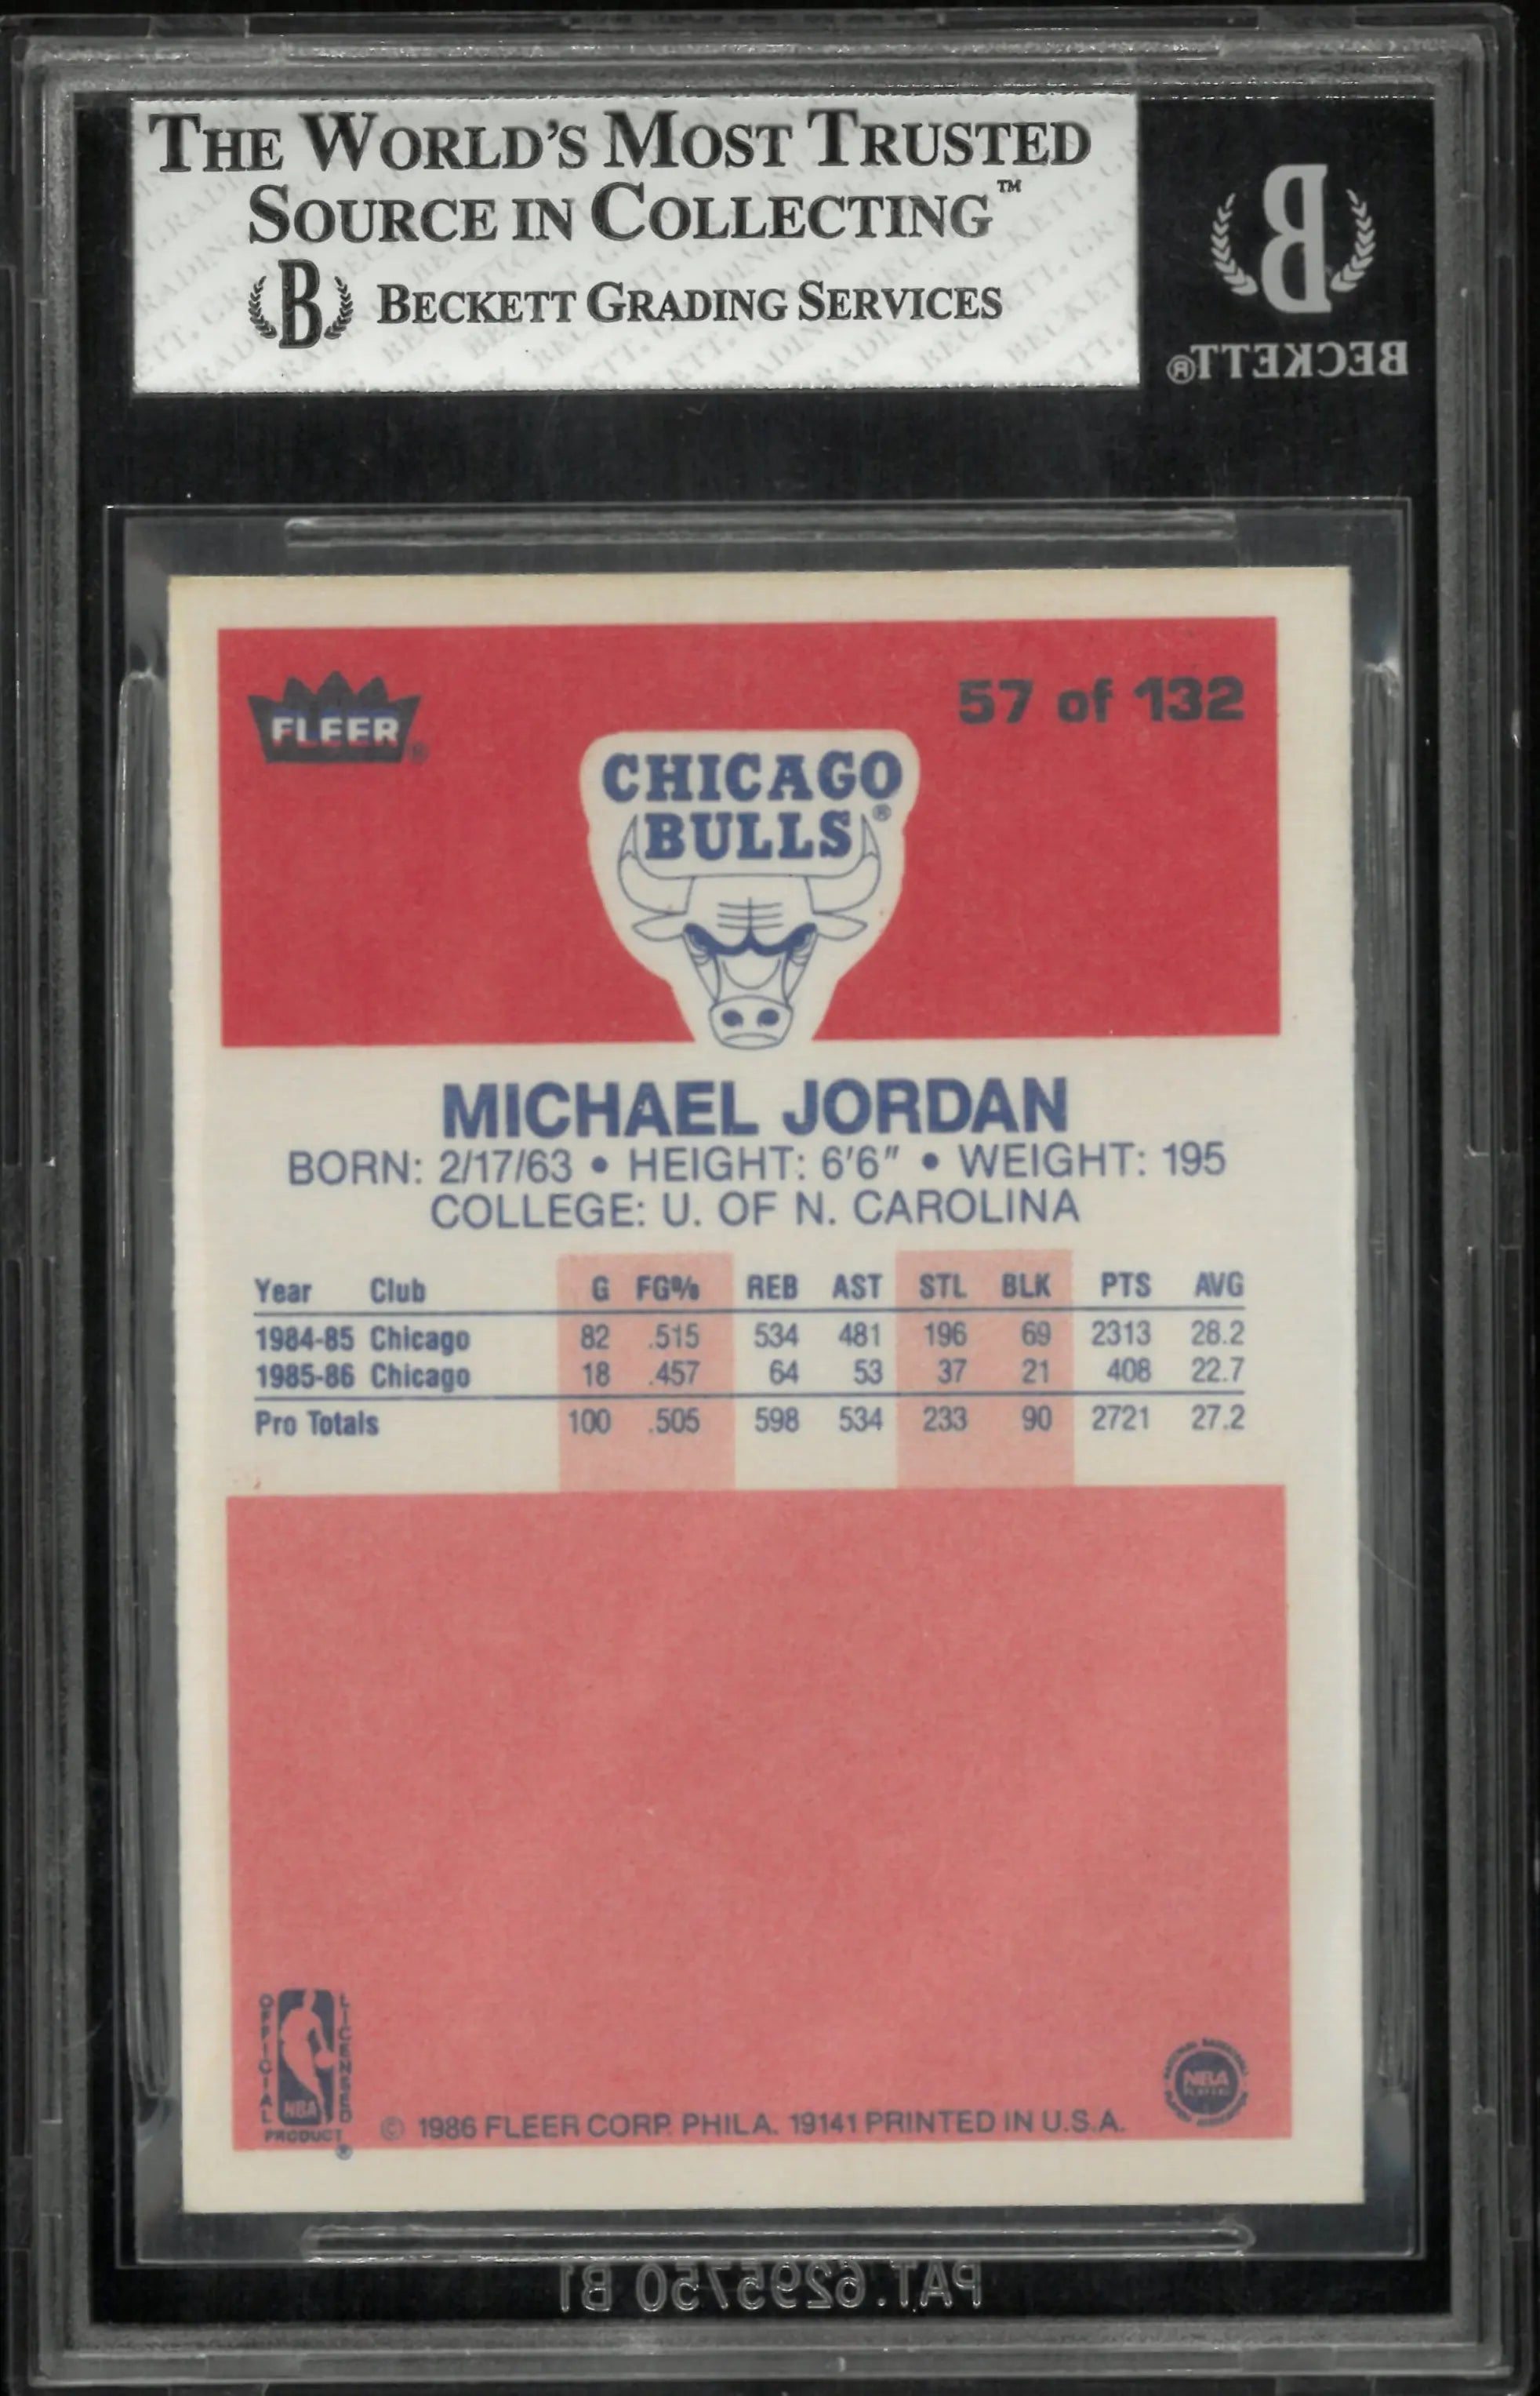 THE WORLD'S MOST TRUSTED
SOURCE IN COLLECTING™
B BECKETT GRADING SERVICES
B
BECKETT®
FLEER®
57 of 132
CHICAGO
BULLS®
MICHAEL JORDAN
BORN: 2/17/63 • HEIGHT: 6'6" • WEIGHT: 195
COLLEGE: U. OF N. CAROLINA
Year Club G FG% REB AST STL BLK PTS AVG
1984-85 Chicago 82 .515 534 481 196 69 2313 28.2
1985-86 Chicago 18 .457 64 53 37 21 408 22.7
Pro Totals 100 .505 598 534 233 90 2721 27.2
OFFICIAL LICENSED
NBA
PRODUCT®
© 1986 FLEER CORP. PHILA. 19141 PRINTED IN U.S.A.
PAT.6295750 B1